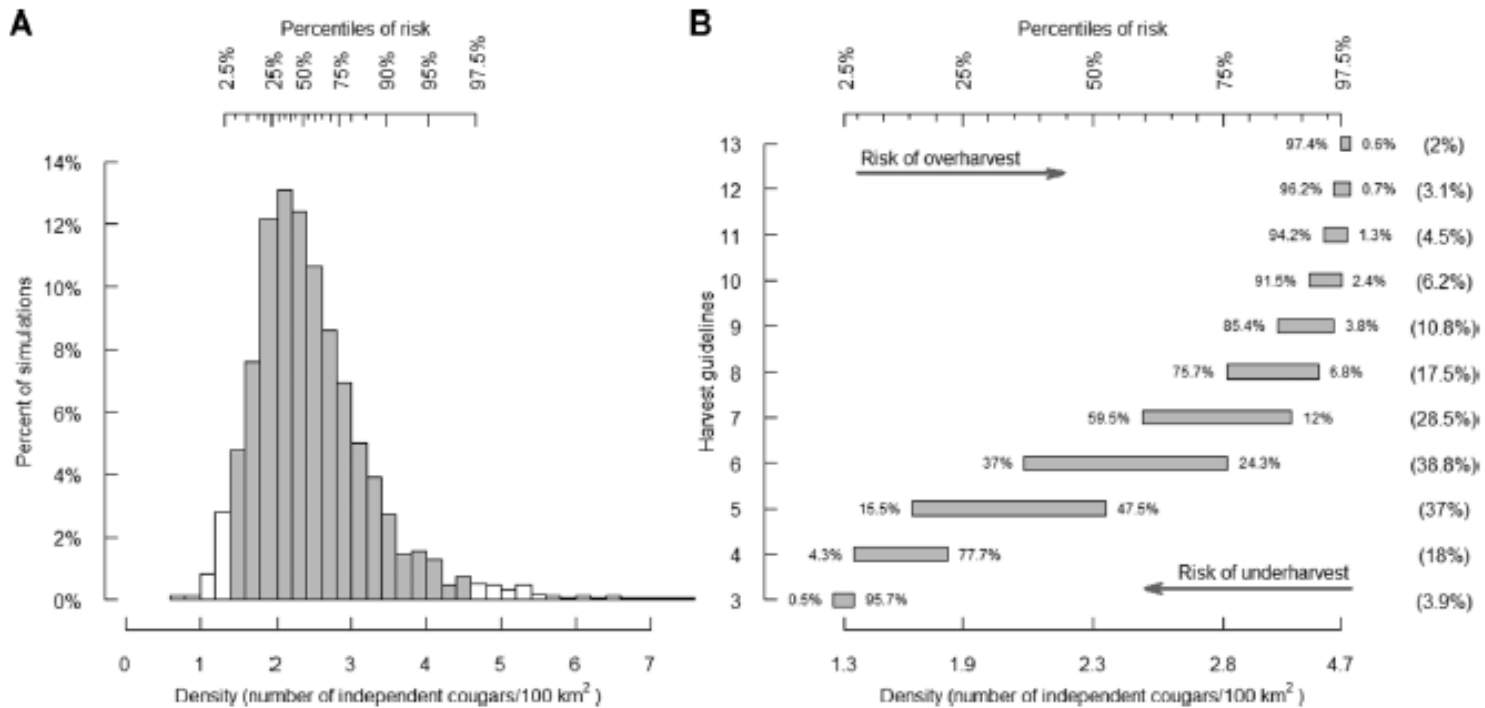 A
Percentiles of risk
2.5% 25% 50% 75% 90% 95% 97.5%
14%
12%
10%
8%
6%
4%
2%
0%
Percent of simulations
0 1 2 3 4 5 6 7
Density (number of independent cougars/100 km²)
B
Percentiles of risk
2.5% 25% 50% 75% 97.5%
Harvest guidelines
13 97.4% 0.6% (2%)
Risk of overharvest
12 96.2% 0.7% (3.1%)
11 94.2% 1.3% (4.5%)
10 91.5% 2.4% (6.2%)
9 85.4% 3.8% (10.8%)
8 75.7% 6.8% (17.5%)
7 59.5% 12% (28.5%)
6 37% 24.3% (38.8%)
5 15.5% 47.5% (37%)
4 4.3% 77.7% (18%)
Risk of underharvest
3 0.5% 95.7% (3.9%)
1.3 1.9 2.3 2.8 4.7
Density (number of independent cougars/100 km²)